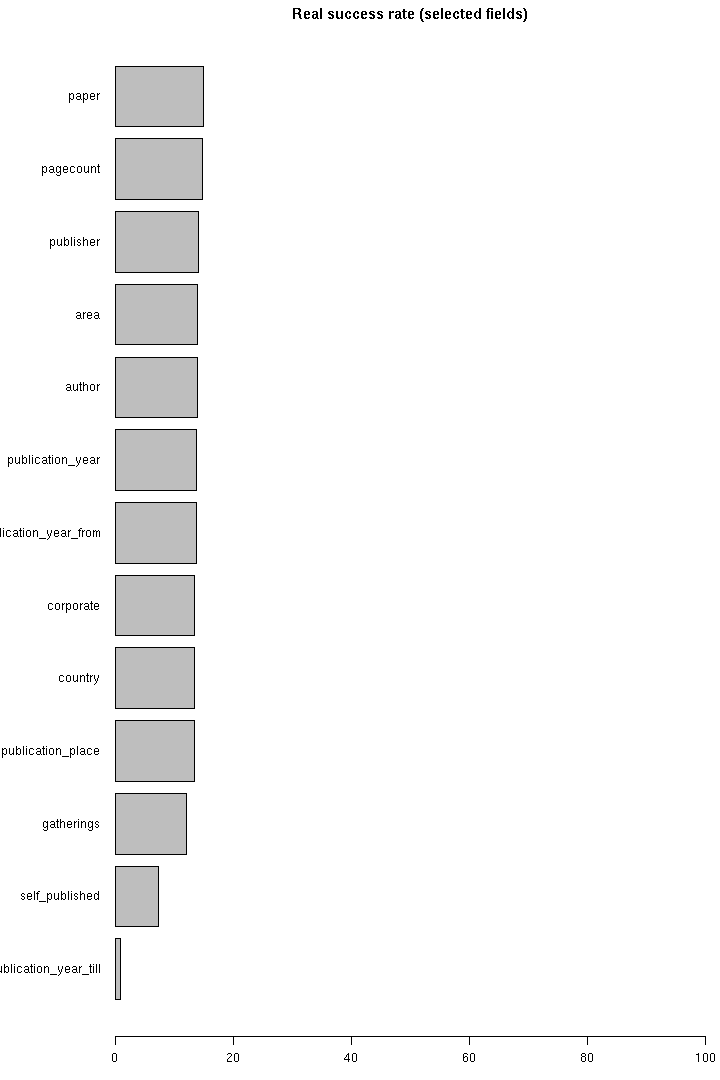 Real success rate (selected fields)
paper
pagecount
publisher
area
author
publication_year
lication_year_from
corporate
country
publication_place
gatherings
self_published
ublication_year_till
0 20 40 60 80 100